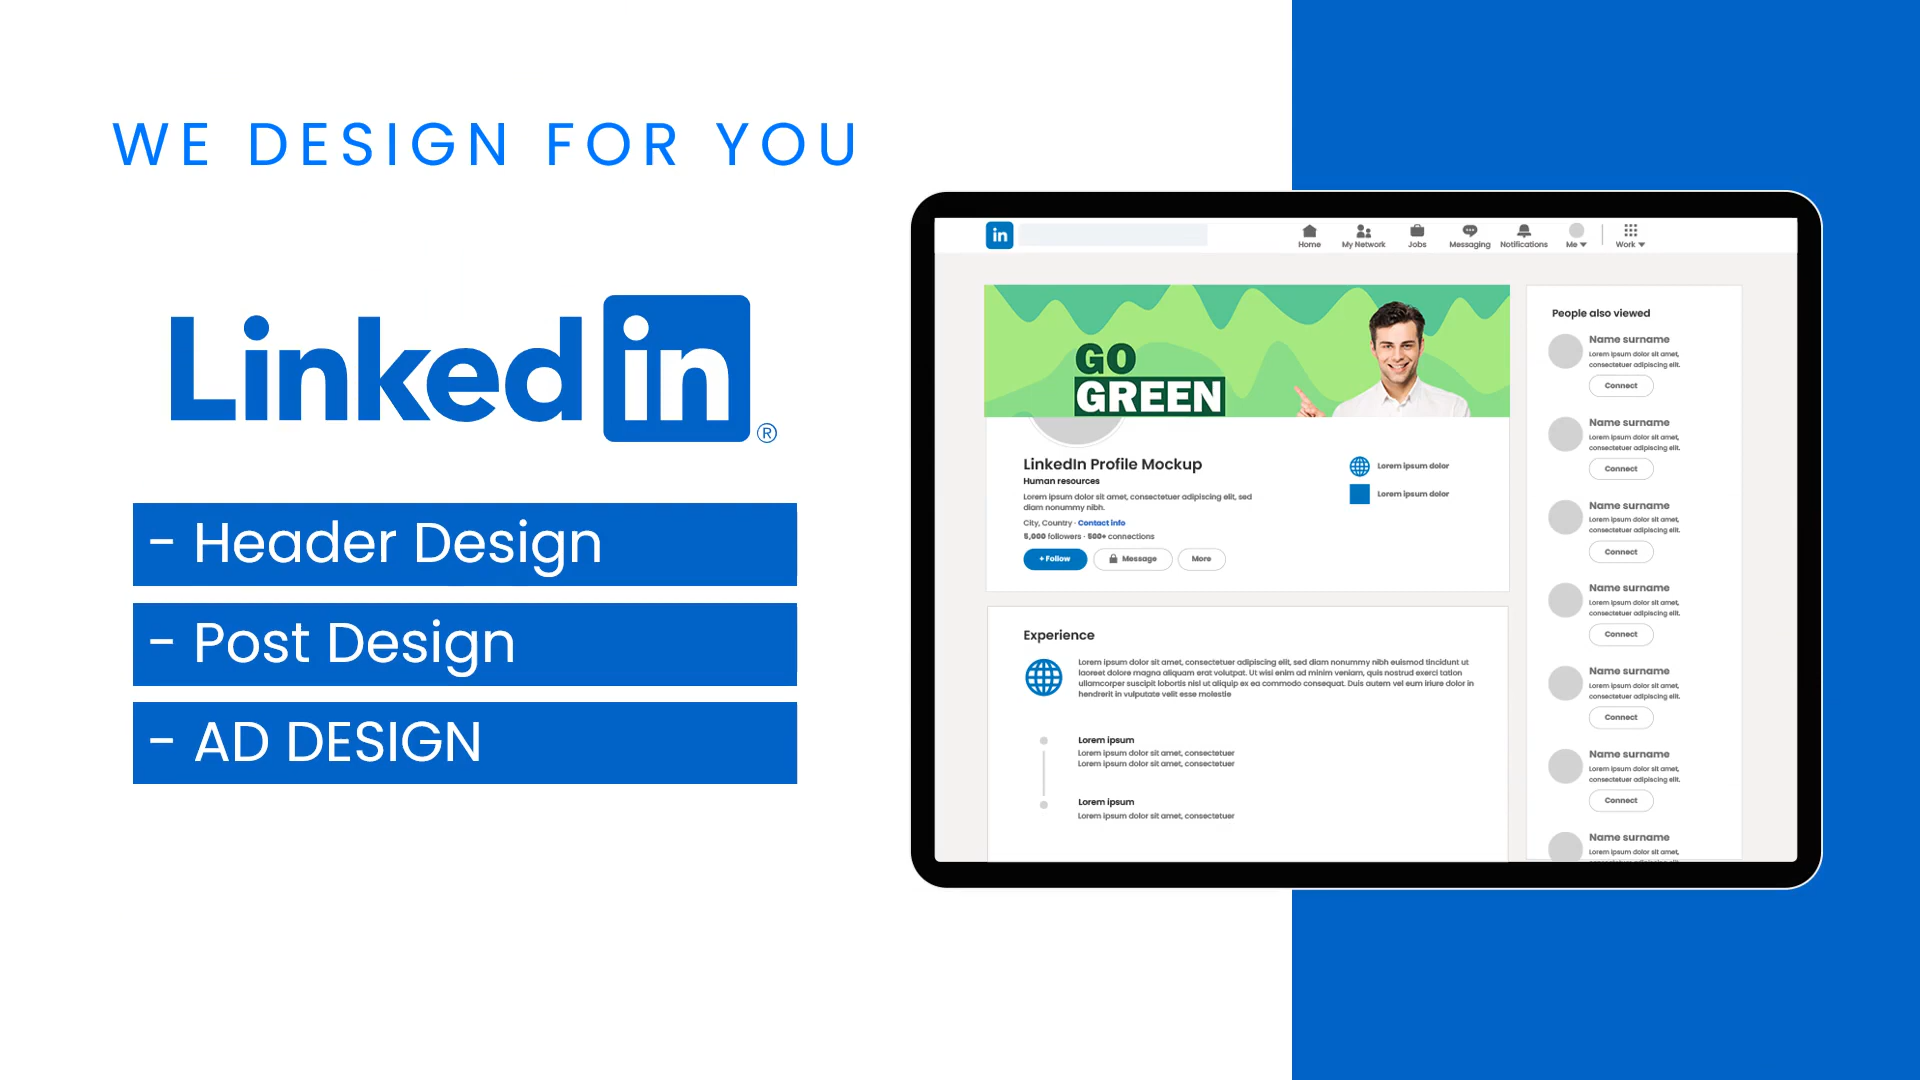 WE DESIGN FOR YOU
Linked in ®
- Header Design
- Post Design
- AD DESIGN
in
Home
My Network
Jobs
Messaging
Notifications
Me
Work
GO
GREEN
LinkedIn Profile Mockup
Human resources
Lorem ipsum dolor sit amet, consectetuer adipiscing elit, sed
diam nonummy nibh.
City, Country · Contact info
5,000 followers · 500+ connections
+ Follow
Message
More
Lorem ipsum dolor
Lorem ipsum dolor
Experience
Lorem ipsum dolor sit amet, consectetuer adipiscing elit, sed diam nonummy nibh euismod tincidunt ut
laoreet dolore magna aliquam erat volutpat. Ut wisi enim ad minim veniam, quis nostrud exerci tation
ullamcorper suscipit lobortis nisl ut aliquip ex ea commodo consequat. Duis autem vel eum iriure dolor in
hendrerit in vulputate velit esse molestie
Lorem ipsum
Lorem ipsum dolor sit amet, consectetuer
Lorem ipsum dolor sit amet, consectetuer
Lorem ipsum
Lorem ipsum dolor sit amet, consectetuer
People also viewed
Name surname
Lorem ipsum dolor sit amet,
consectetuer adipiscing elit.
Connect
Name surname
Lorem ipsum dolor sit amet,
consectetuer adipiscing elit.
Connect
Name surname
Lorem ipsum dolor sit amet,
consectetuer adipiscing elit.
Connect
Name surname
Lorem ipsum dolor sit amet,
consectetuer adipiscing elit.
Connect
Name surname
Lorem ipsum dolor sit amet,
consectetuer adipiscing elit.
Connect
Name surname
Lorem ipsum dolor sit amet,
consectetuer adipiscing elit.
Connect
Name surname
Lorem ipsum dolor sit amet,